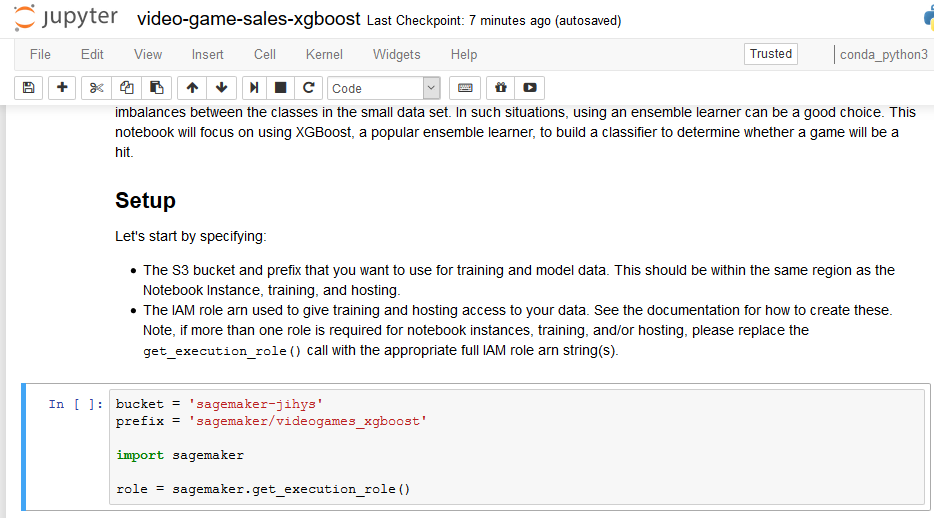 jupyter video-game-sales-xgboost Last Checkpoint: 7 minutes ago (autosaved)
File Edit View Insert Cell Kernel Widgets Help Trusted conda_python3
Code
imbalances between the classes in the small data set. In such situations, using an ensemble learner can be a good choice. This
notebook will focus on using XGBoost, a popular ensemble learner, to build a classifier to determine whether a game will be a
hit.
Setup
Let's start by specifying:
• The S3 bucket and prefix that you want to use for training and model data. This should be within the same region as the
Notebook Instance, training, and hosting.
• The IAM role arn used to give training and hosting access to your data. See the documentation for how to create these.
Note, if more than one role is required for notebook instances, training, and/or hosting, please replace the
get_execution_role() call with the appropriate full IAM role arn string(s).
In [ ]: bucket = 'sagemaker-jihys'
prefix = 'sagemaker/videogames_xgboost'
import sagemaker
role = sagemaker.get_execution_role()